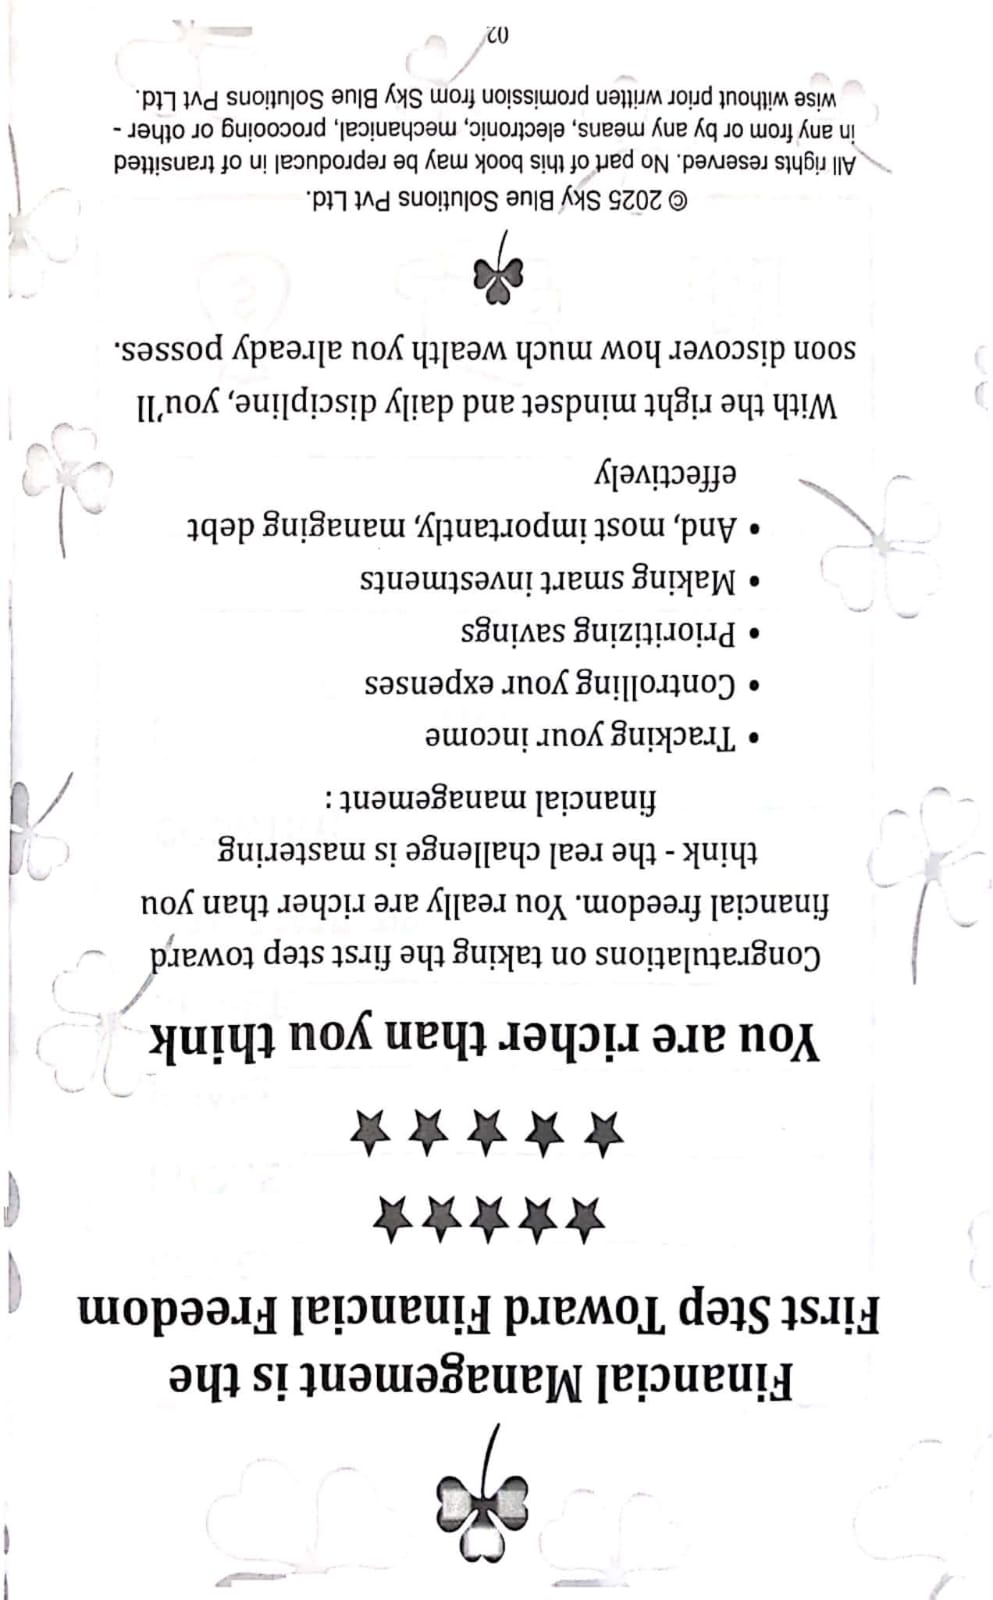 Financial Management is the
First Step Toward Financial Freedom
You are richer than you think
Congratulations on taking the first step toward
financial freedom. You really are richer than you
think - the real challenge is mastering
financial management :
• Tracking your income
• Controlling your expenses
• Prioritizing savings
• Making smart investments
• And, most importantly, managing debt
effectively
With the right mindset and daily discipline, you'll
soon discover how much wealth you already posses.
© 2025 Sky Blue Solutions Pvt Ltd.
All rights reserved. No part of this book may be reproducal in of transitted
in any from or by any means, electronic, mechanical, procooing or other -
wise without prior written promission from Sky Blue Solutions Pvt Ltd.
02